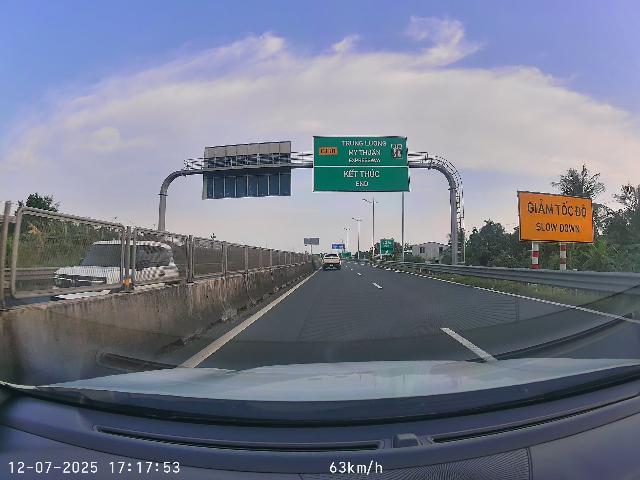 TRUNG LƯƠNG
MỸ THUẬN
EXPRESSWAY
KẾT THÚC
END
GIẢM TỐC ĐỘ
SLOW DOWN
12-07-2025 17:17:53
63km/h